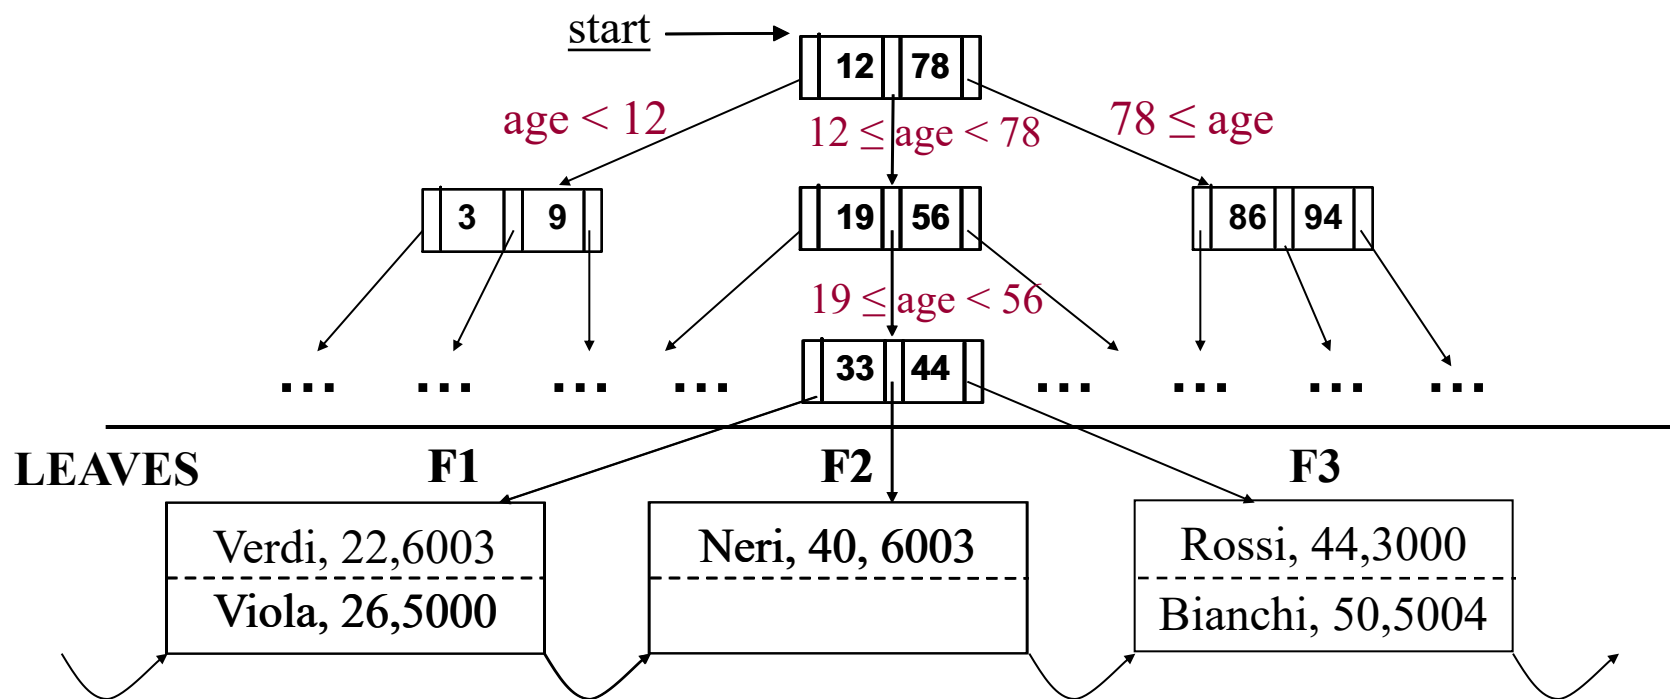 start
12 78
age < 12
12 ≤ age < 78
78 ≤ age
3 9
19 56
86 94
19 ≤ age < 56
33 44
... ... ... ... ... ... ... ...
LEAVES
F1
F2
F3
Verdi, 22,6003
Viola, 26,5000
Neri, 40, 6003
Rossi, 44,3000
Bianchi, 50,5004